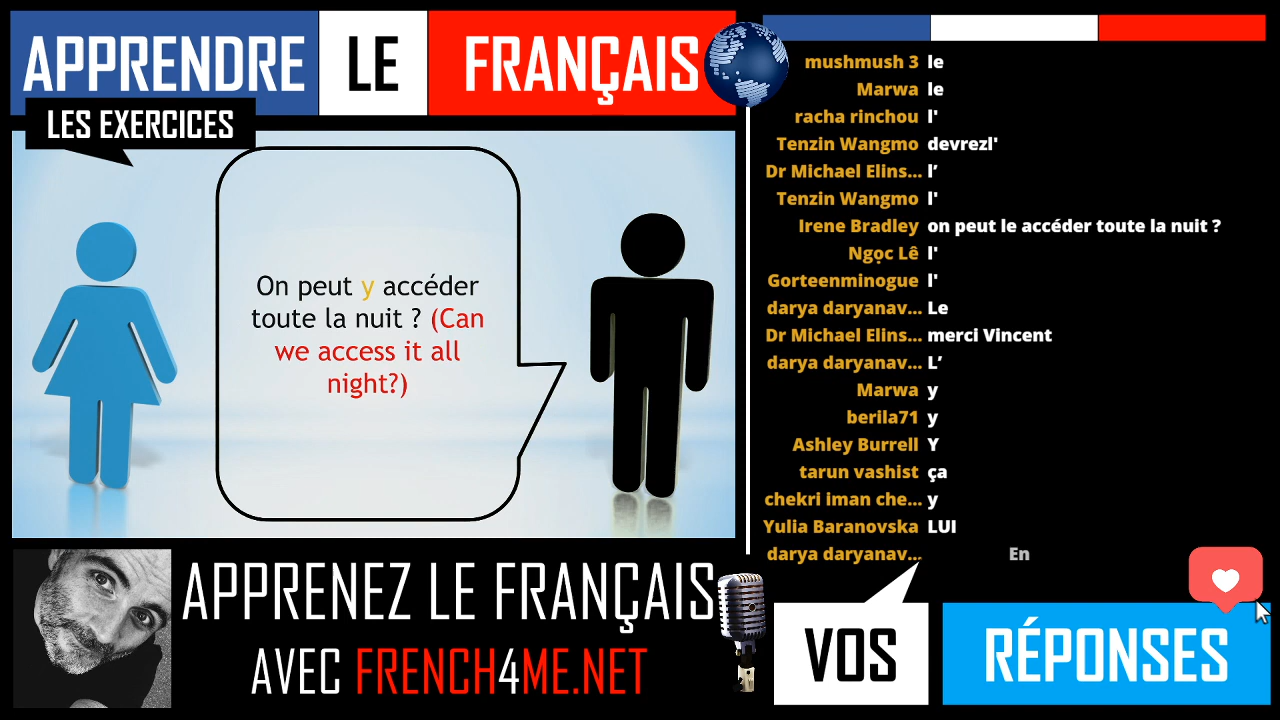 APPRENDRE LE FRANÇAIS
LES EXERCICES
On peut y accéder
toute la nuit ? (Can
we access it all
night?)
APPRENEZ LE FRANÇAIS
AVEC FRENCH4ME.NET
mushmush 3 le
Marwa le
racha rinchou l'
Tenzin Wangmo devrezl'
Dr Michael Elins... l’
Tenzin Wangmo l'
Irene Bradley on peut le accéder toute la nuit ?
Ngọc Lê l'
Gorteenminogue l'
darya daryanav... Le
Dr Michael Elins... merci Vincent
darya daryanav... L’
Marwa y
berila71 y
Ashley Burrell Y
tarun vashist ça
chekri iman che... y
Yulia Baranovska LUI
darya daryanav... En
VOS RÉPONSES